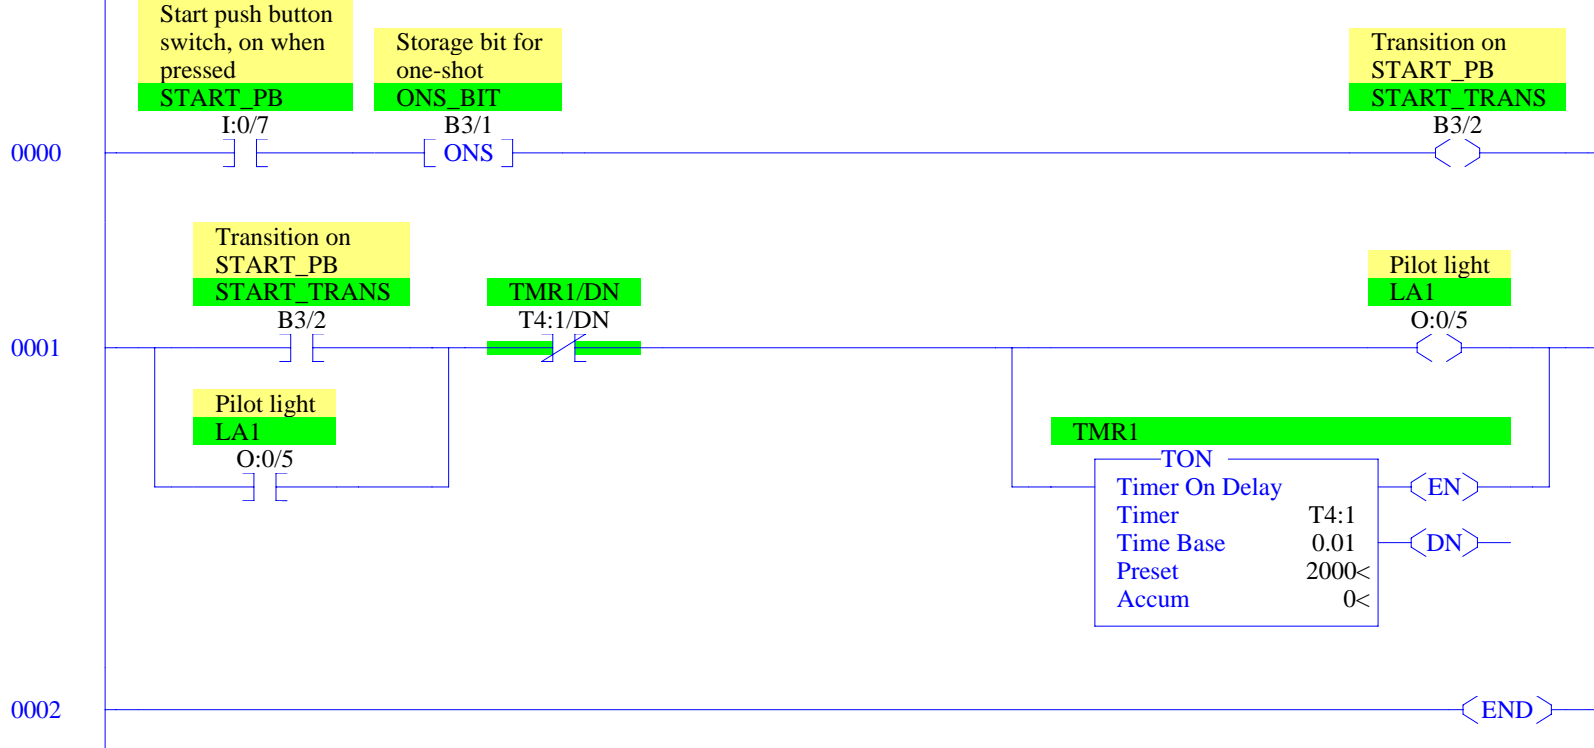 Start push button
switch, on when
pressed
START_PB
I:0/7
Storage bit for
one-shot
ONS_BIT
B3/1
ONS
Transition on
START_PB
START_TRANS
B3/2
0000
Transition on
START_PB
START_TRANS
B3/2
TMR1/DN
T4:1/DN
Pilot light
LA1
O:0/5
0001
Pilot light
LA1
O:0/5
TMR1
TON
Timer On Delay
Timer T4:1
Time Base 0.01
Preset 2000<
Accum 0<
EN
DN
0002
END